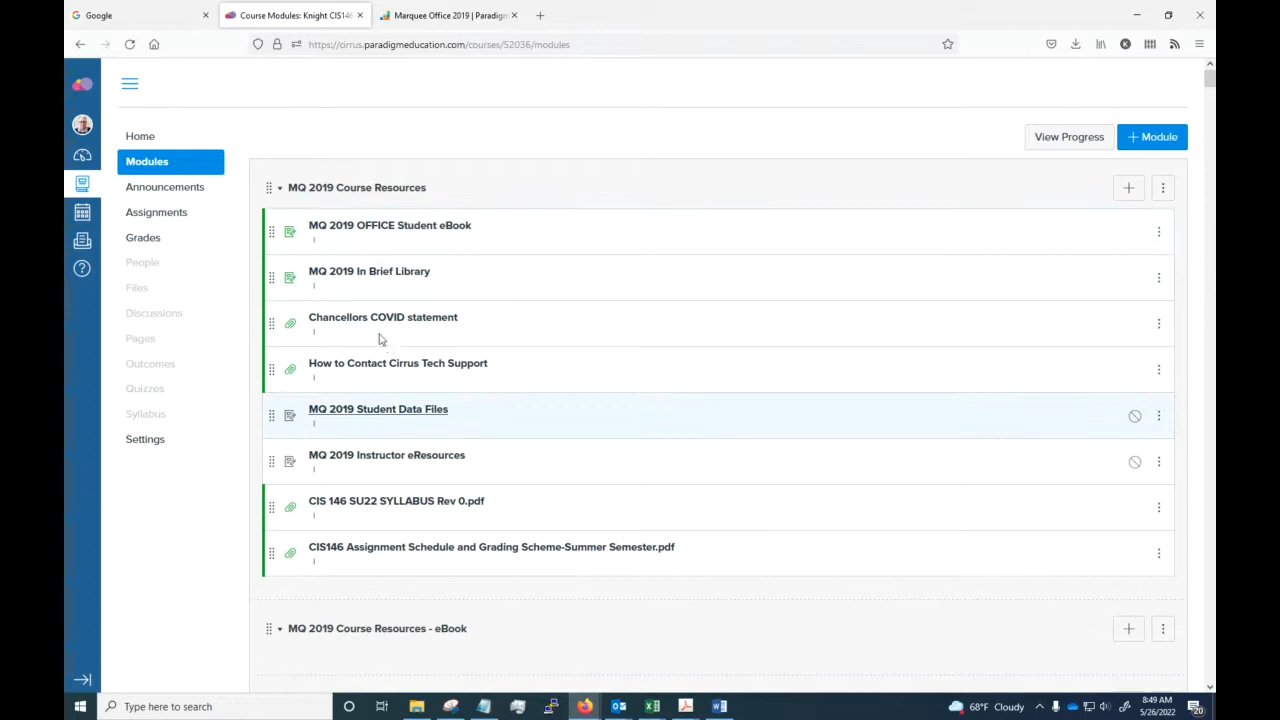 Google
Course Modules: Knight CIS146
Marquee Office 2019 | Paradigm
https://cirrus.paradigmeducation.com/courses/52036/modules
Home
Modules
Announcements
Assignments
Grades
People
Files
Discussions
Pages
Outcomes
Quizzes
Syllabus
Settings
View Progress
+ Module
MQ 2019 Course Resources
MQ 2019 OFFICE Student eBook
MQ 2019 In Brief Library
Chancellors COVID statement
How to Contact Cirrus Tech Support
MQ 2019 Student Data Files
MQ 2019 Instructor eResources
CIS 146 SU22 SYLLABUS Rev 0.pdf
CIS146 Assignment Schedule and Grading Scheme-Summer Semester.pdf
MQ 2019 Course Resources - eBook
Type here to search
68°F Cloudy
8:49 AM
5/26/2022
20